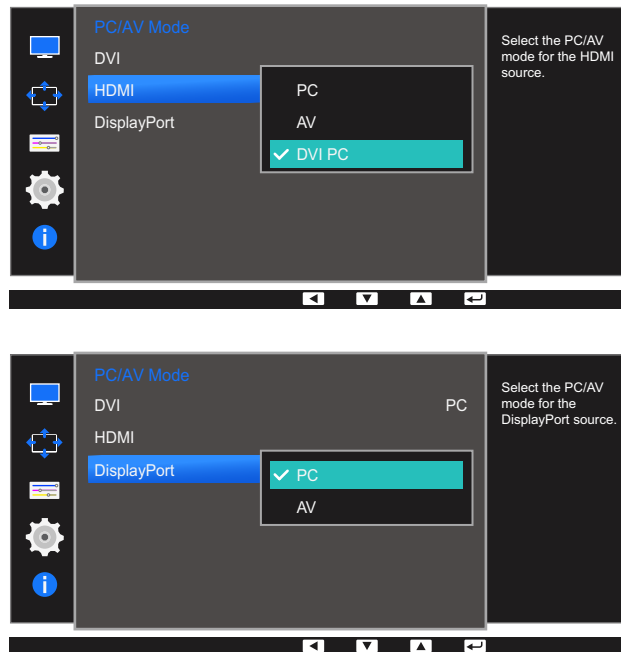 PC/AV Mode
DVI
HDMI
DisplayPort
PC
AV
DVI PC
Select the PC/AV
mode for the HDMI
source.
i
PC/AV Mode
DVI PC
HDMI
DisplayPort
PC
AV
Select the PC/AV
mode for the
DisplayPort source.
i